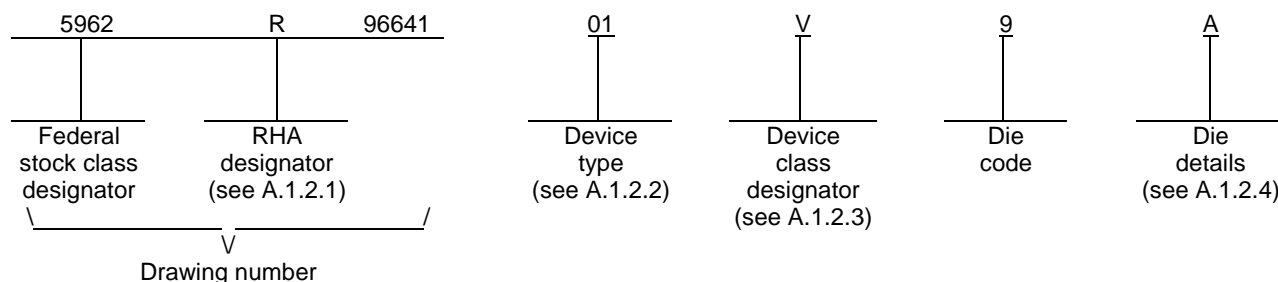 5962 R 96641 01 V 9 A
Federal stock class designator
RHA designator (see A.1.2.1)
Device type (see A.1.2.2)
Device class designator (see A.1.2.3)
Die code
Die details (see A.1.2.4)
\ /
\/
Drawing number